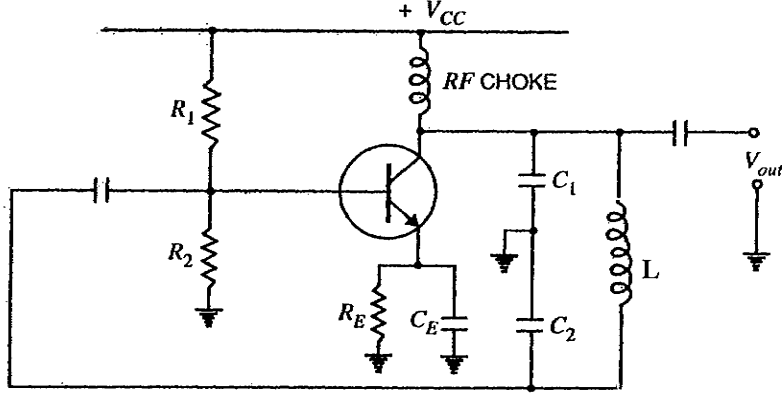 + V_CC
RF CHOKE
R_1
C_1
V_out
R_2
L
R_E
C_E
C_2